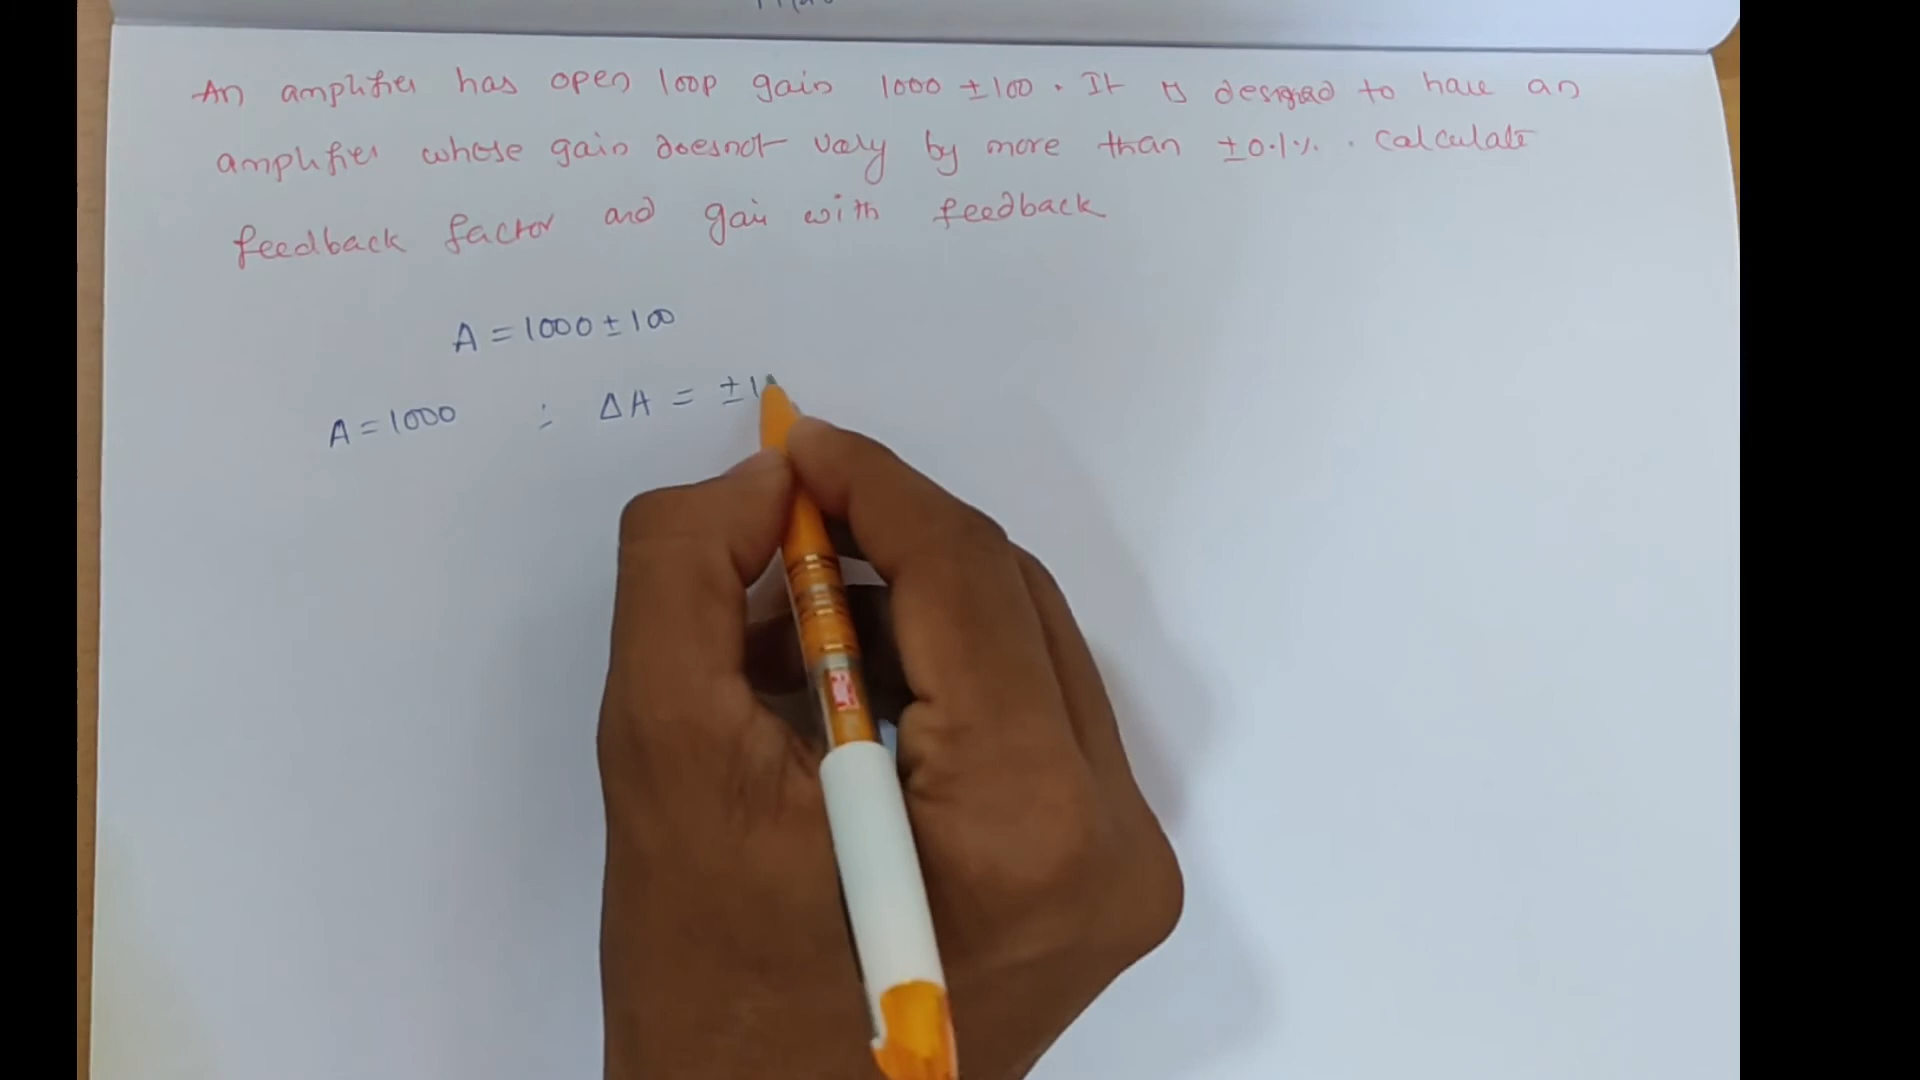 An amplifier has open loop gain 1000 ±100. It is designed to have an
amplifier whose gain doesnot vary by more than ±0.1%. Calculate
feedback factor and gain with feedback
A = 1000 ± 100
A = 1000 ; ΔA = ±1